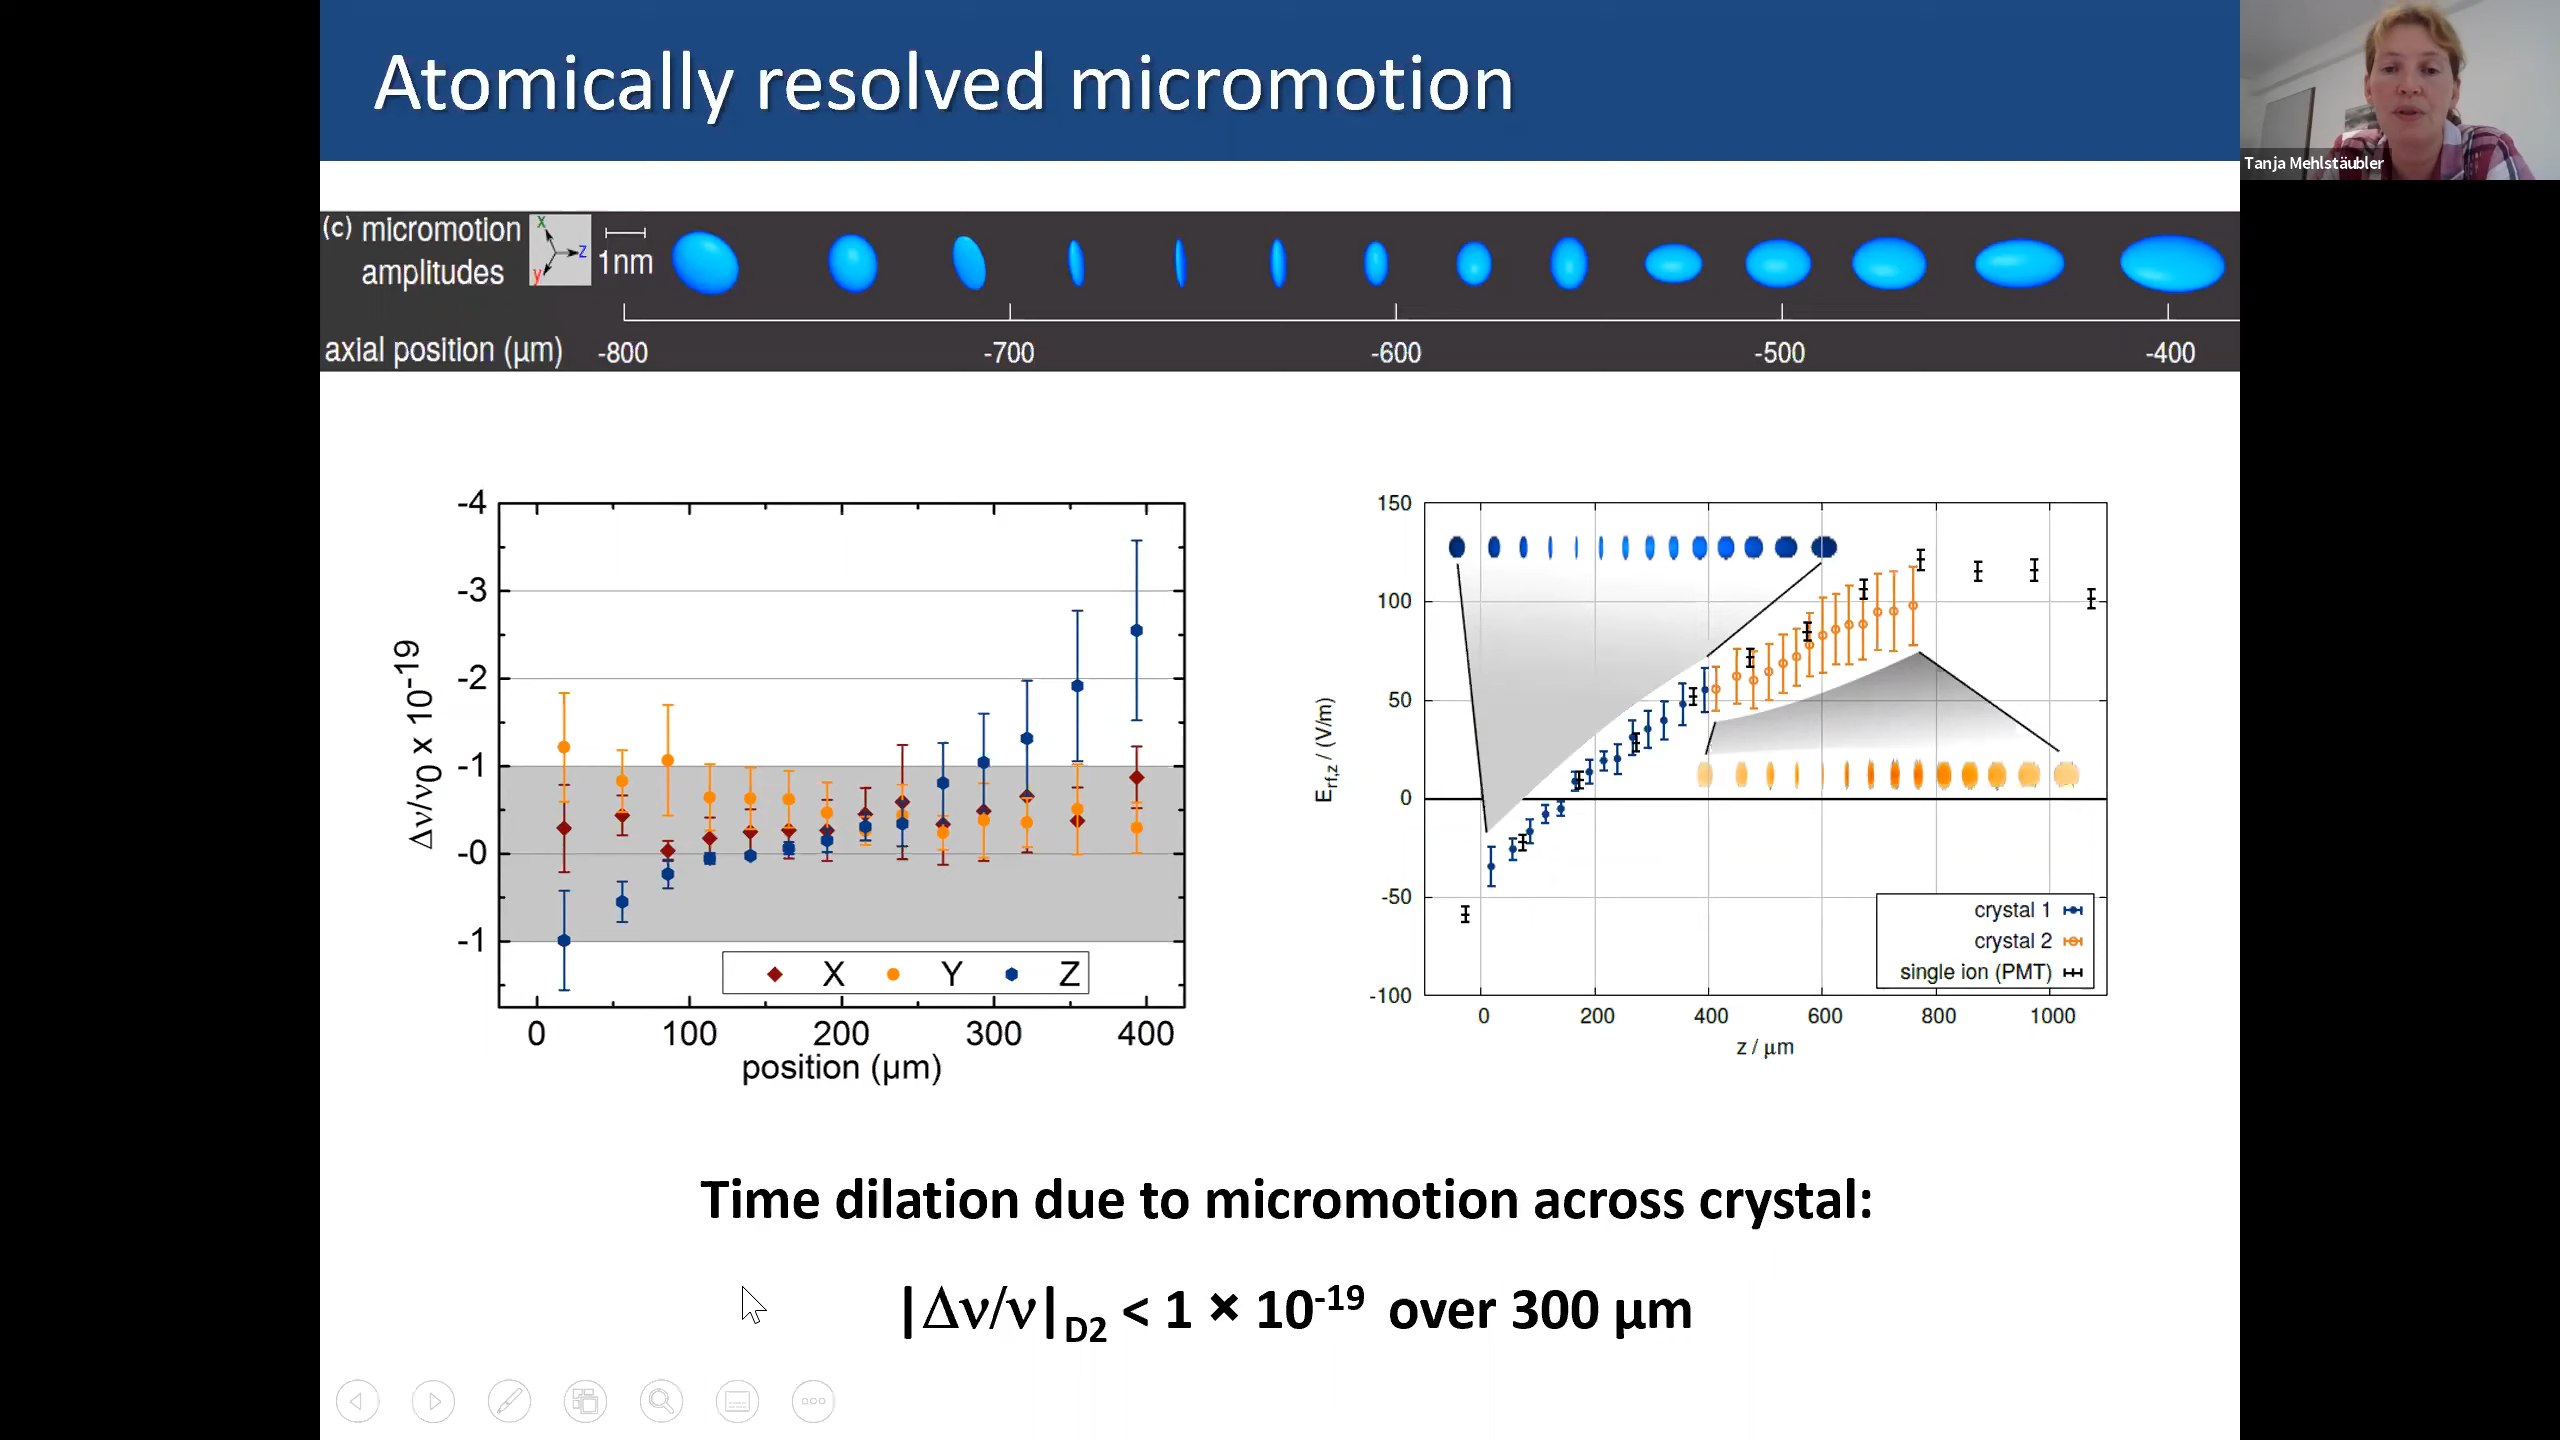 Atomically resolved micromotion
Tanja Mehlstäubler
(c) micromotion amplitudes
x
y
z
1nm
axial position (µm)
-800
-700
-600
-500
-400
-4
-3
-2
-1
-0
-1
Δν/ν0 x 10-19
X
Y
Z
0
100
200
300
400
position (µm)
150
100
50
0
-50
-100
Erf,z / (V/m)
crystal 1
crystal 2
single ion (PMT)
0
200
400
600
800
1000
z / µm
Time dilation due to micromotion across crystal:
|Δν/ν|D2 < 1 × 10-19 over 300 µm